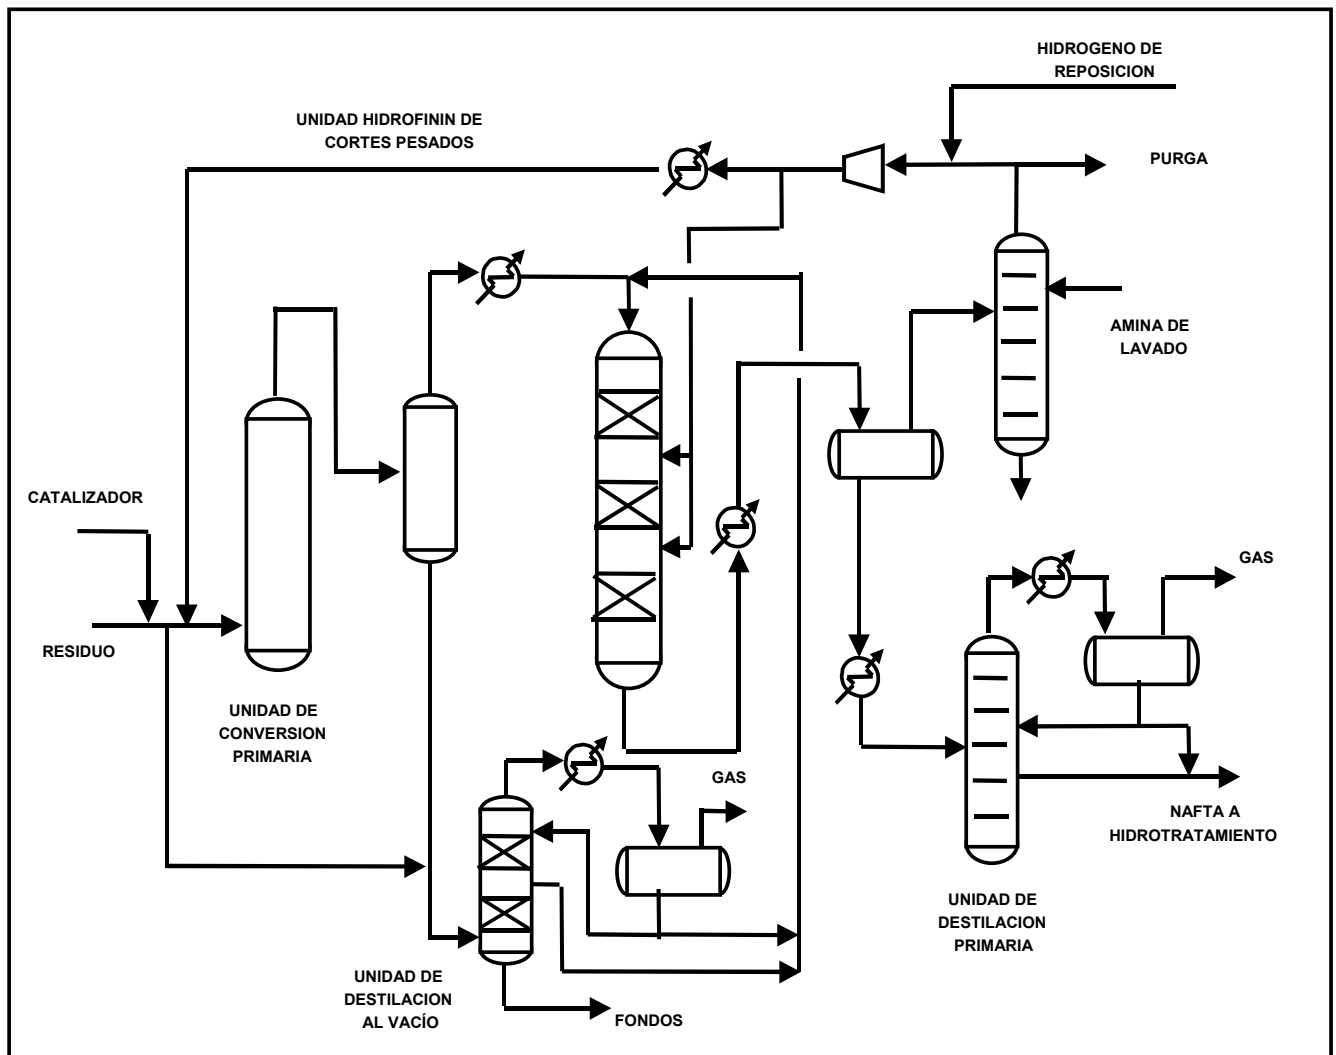 HIDROGENO DE
REPOSICION
UNIDAD HIDROFININ DE
CORTES PESADOS
PURGA
AMINA DE
LAVADO
CATALIZADOR
RESIDUO
GAS
UNIDAD DE
CONVERSION
PRIMARIA
GAS
NAFTA A
HIDROTRATAMIENTO
UNIDAD DE
DESTILACION
PRIMARIA
UNIDAD DE
DESTILACION
AL VACÍO
FONDOS